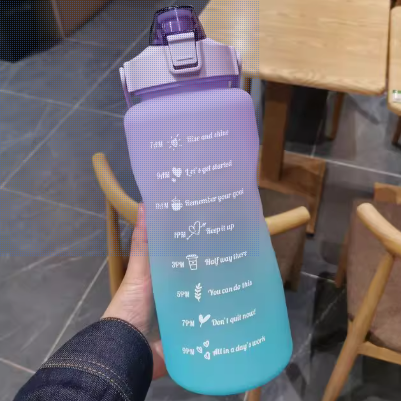 7AM Rise and shine
9AM Let's get started
11AM Remember your goal
1PM Keep it up
3PM Half way there
5PM You can do this
7PM Don't quit now!
9PM All in a day's work